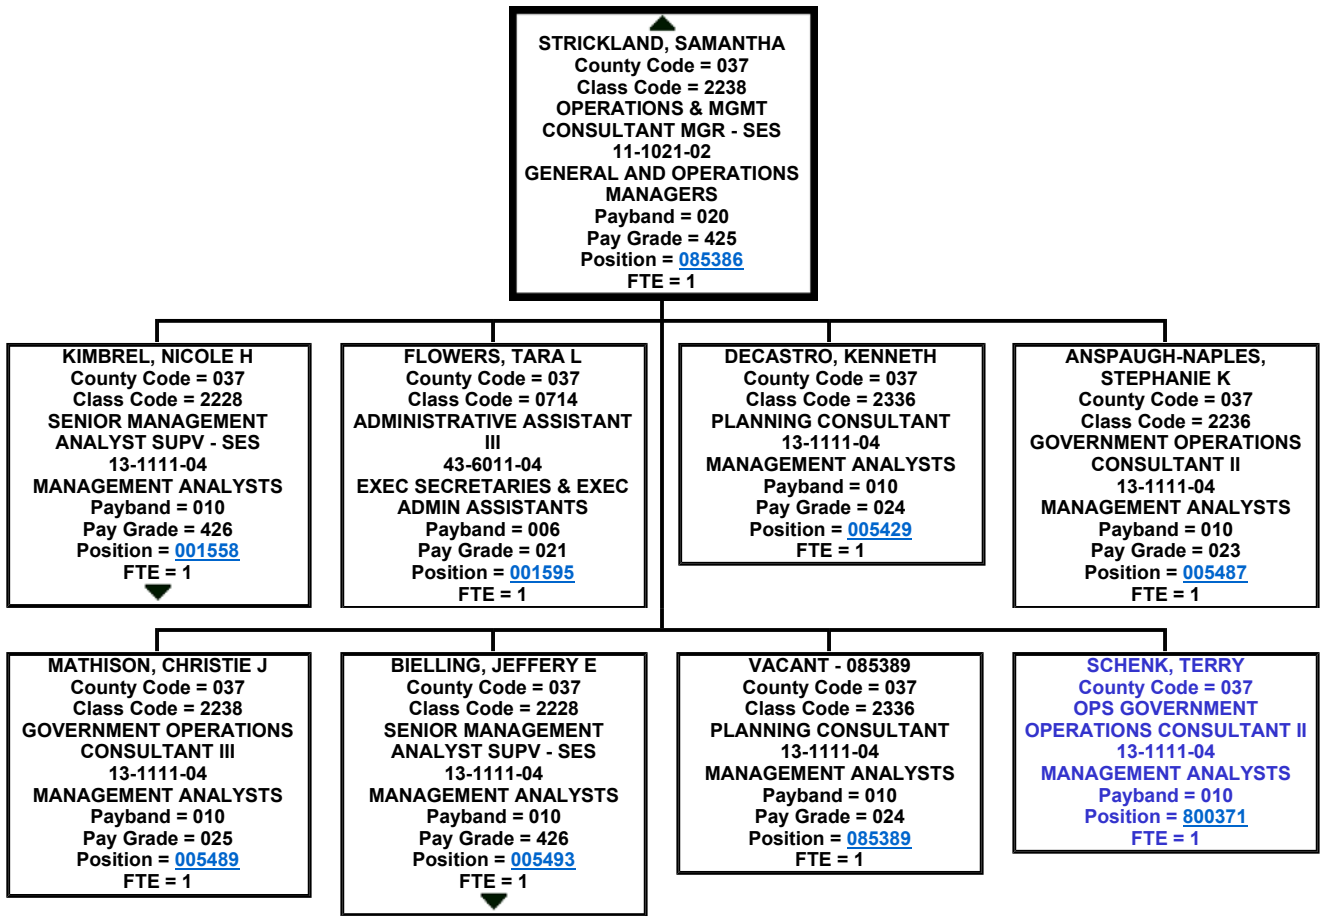 STRICKLAND, SAMANTHA
County Code = 037
Class Code = 2238
OPERATIONS & MGMT
CONSULTANT MGR - SES
11-1021-02
GENERAL AND OPERATIONS
MANAGERS
Payband = 020
Pay Grade = 425
Position = 085386
FTE = 1
KIMBREL, NICOLE H
County Code = 037
Class Code = 2228
SENIOR MANAGEMENT
ANALYST SUPV - SES
13-1111-04
MANAGEMENT ANALYSTS
Payband = 010
Pay Grade = 426
Position = 001558
FTE = 1
FLOWERS, TARA L
County Code = 037
Class Code = 0714
ADMINISTRATIVE ASSISTANT
III
43-6011-04
EXEC SECRETARIES & EXEC
ADMIN ASSISTANTS
Payband = 006
Pay Grade = 021
Position = 001595
FTE = 1
DECASTRO, KENNETH
County Code = 037
Class Code = 2336
PLANNING CONSULTANT
13-1111-04
MANAGEMENT ANALYSTS
Payband = 010
Pay Grade = 024
Position = 005429
FTE = 1
ANSPAUGH-NAPLES,
STEPHANIE K
County Code = 037
Class Code = 2236
GOVERNMENT OPERATIONS
CONSULTANT II
13-1111-04
MANAGEMENT ANALYSTS
Payband = 010
Pay Grade = 023
Position = 005487
FTE = 1
MATHISON, CHRISTIE J
County Code = 037
Class Code = 2238
GOVERNMENT OPERATIONS
CONSULTANT III
13-1111-04
MANAGEMENT ANALYSTS
Payband = 010
Pay Grade = 025
Position = 005489
FTE = 1
BIELLING, JEFFERY E
County Code = 037
Class Code = 2228
SENIOR MANAGEMENT
ANALYST SUPV - SES
13-1111-04
MANAGEMENT ANALYSTS
Payband = 010
Pay Grade = 426
Position = 005493
FTE = 1
VACANT - 085389
County Code = 037
Class Code = 2336
PLANNING CONSULTANT
13-1111-04
MANAGEMENT ANALYSTS
Payband = 010
Pay Grade = 024
Position = 085389
FTE = 1
SCHENK, TERRY
County Code = 037
OPS GOVERNMENT
OPERATIONS CONSULTANT II
13-1111-04
MANAGEMENT ANALYSTS
Payband = 010
Position = 800371
FTE = 1